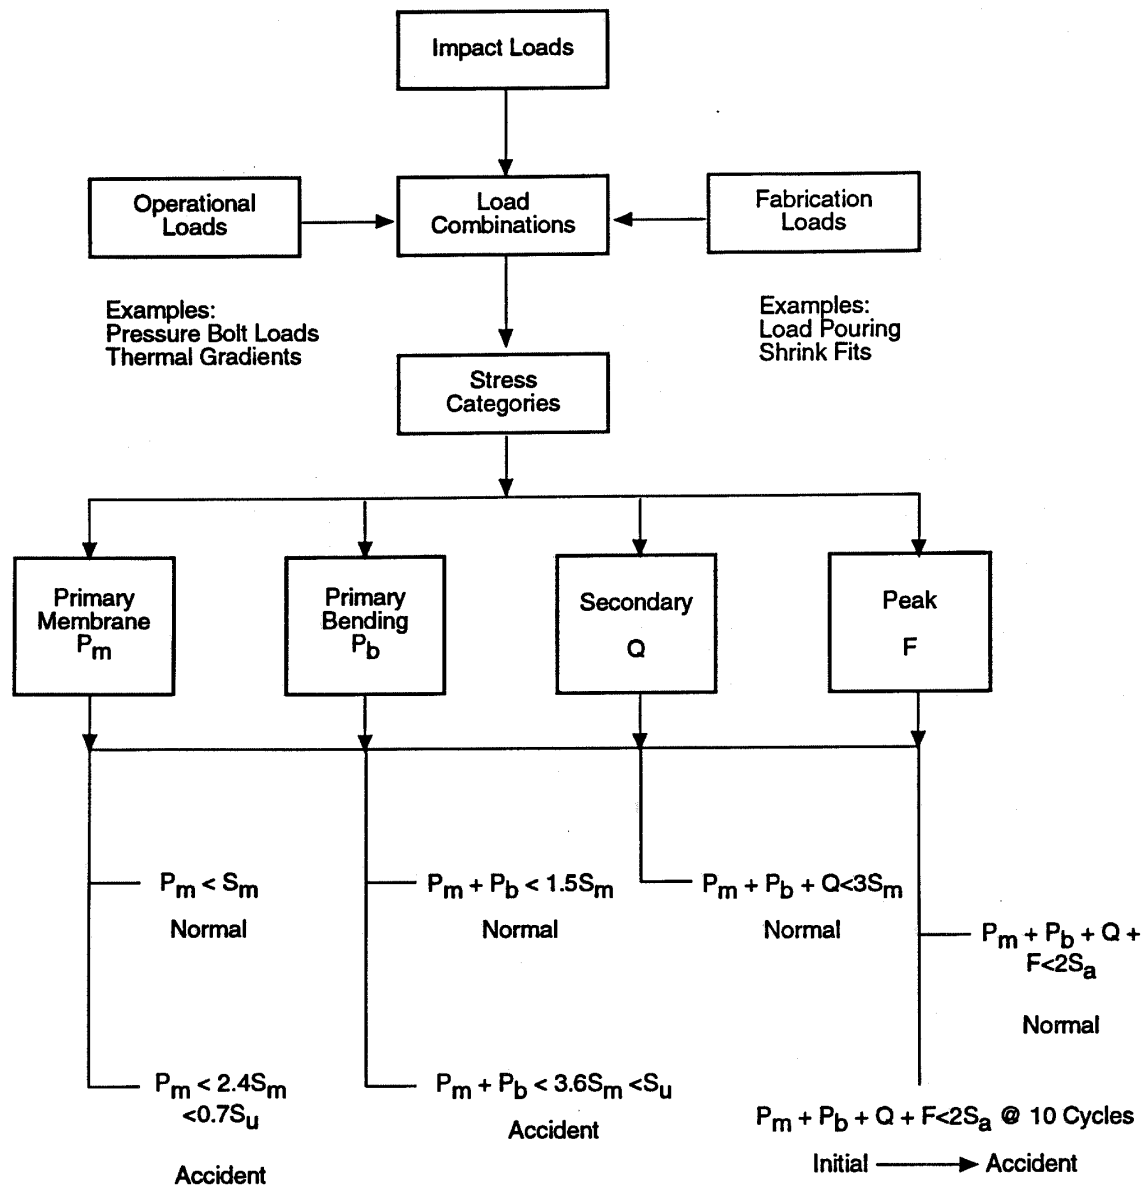 Impact Loads
Operational
Loads
Load
Combinations
Fabrication
Loads
Examples:
Pressure Bolt Loads
Thermal Gradients
Examples:
Load Pouring
Shrink Fits
Stress
Categories
Primary
Membrane
Pm
Primary
Bending
Pb
Secondary
Q
Peak
F
Pm < Sm
Normal
Pm + Pb < 1.5Sm
Normal
Pm + Pb + Q<3Sm
Normal
Pm + Pb + Q +
F<2Sa
Normal
Pm < 2.4Sm
<0.7Su
Accident
Pm + Pb < 3.6Sm <Su
Accident
Pm + Pb + Q + F<2Sa @ 10 Cycles
Initial → Accident